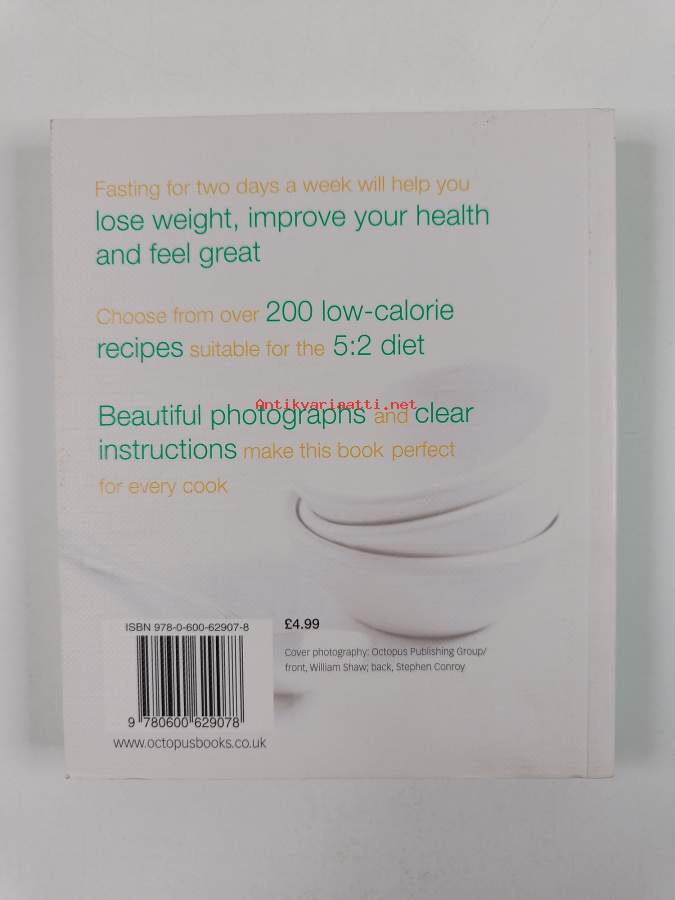 Fasting for two days a week will help you
lose weight, improve your health
and feel great
Choose from over 200 low-calorie
recipes suitable for the 5:2 diet
Antikvariaatti.net
Beautiful photographs and clear
instructions make this book perfect
for every cook
ISBN 978-0-600-62907-8
£4.99
Cover photography: Octopus Publishing Group/
front, William Shaw; back, Stephen Conroy
9 780600 629078
www.octopusbooks.co.uk